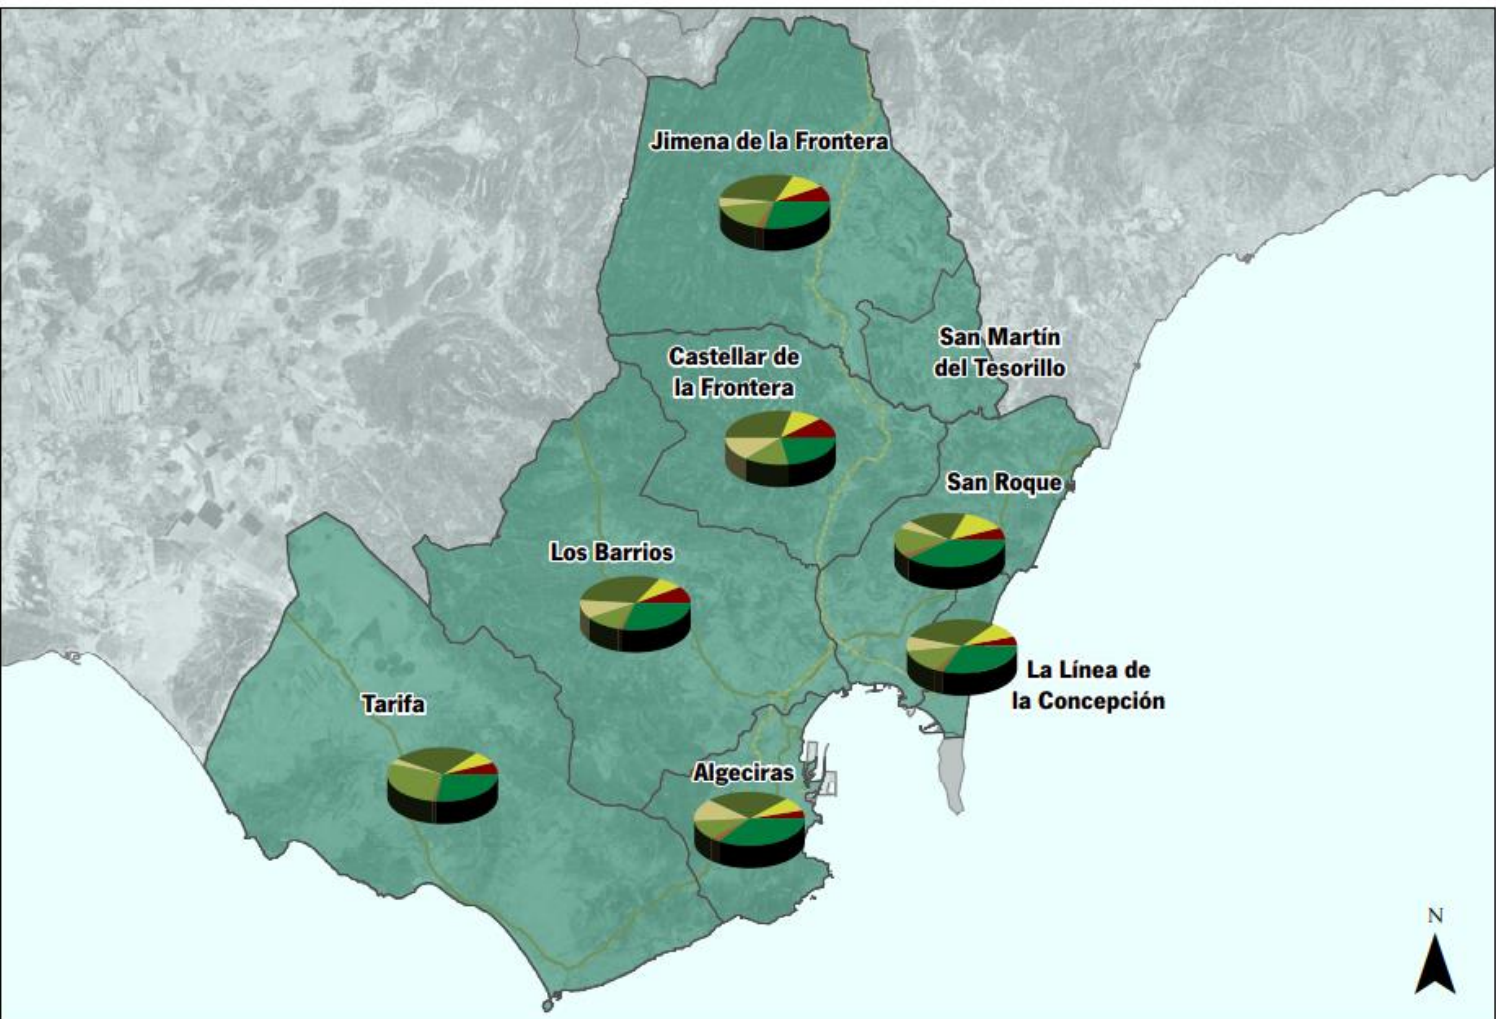 Jimena de la Frontera
San Martín
del Tesorillo
Castellar de
la Frontera
San Roque
Los Barrios
La Línea de
la Concepción
Tarifa
Algeciras
N